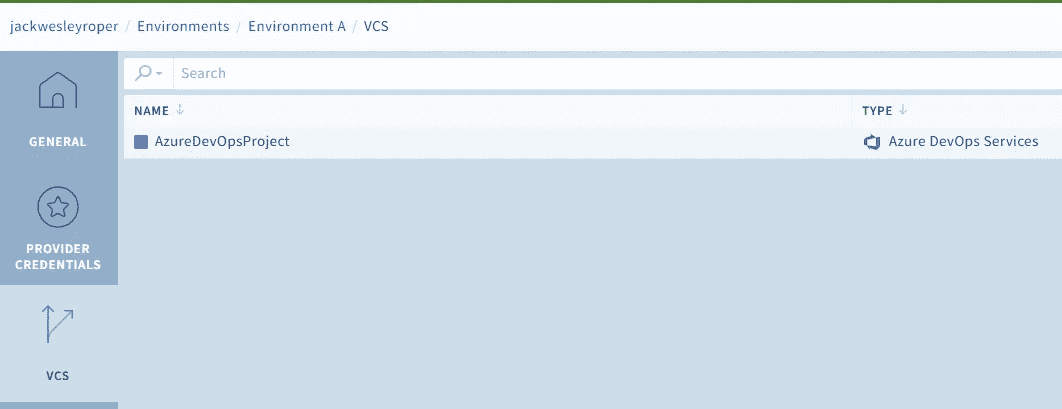 jackwesleyroper / Environments / Environment A / VCS
Search
NAME TYPE
AzureDevOpsProject Azure DevOps Services
GENERAL
PROVIDER
CREDENTIALS
VCS